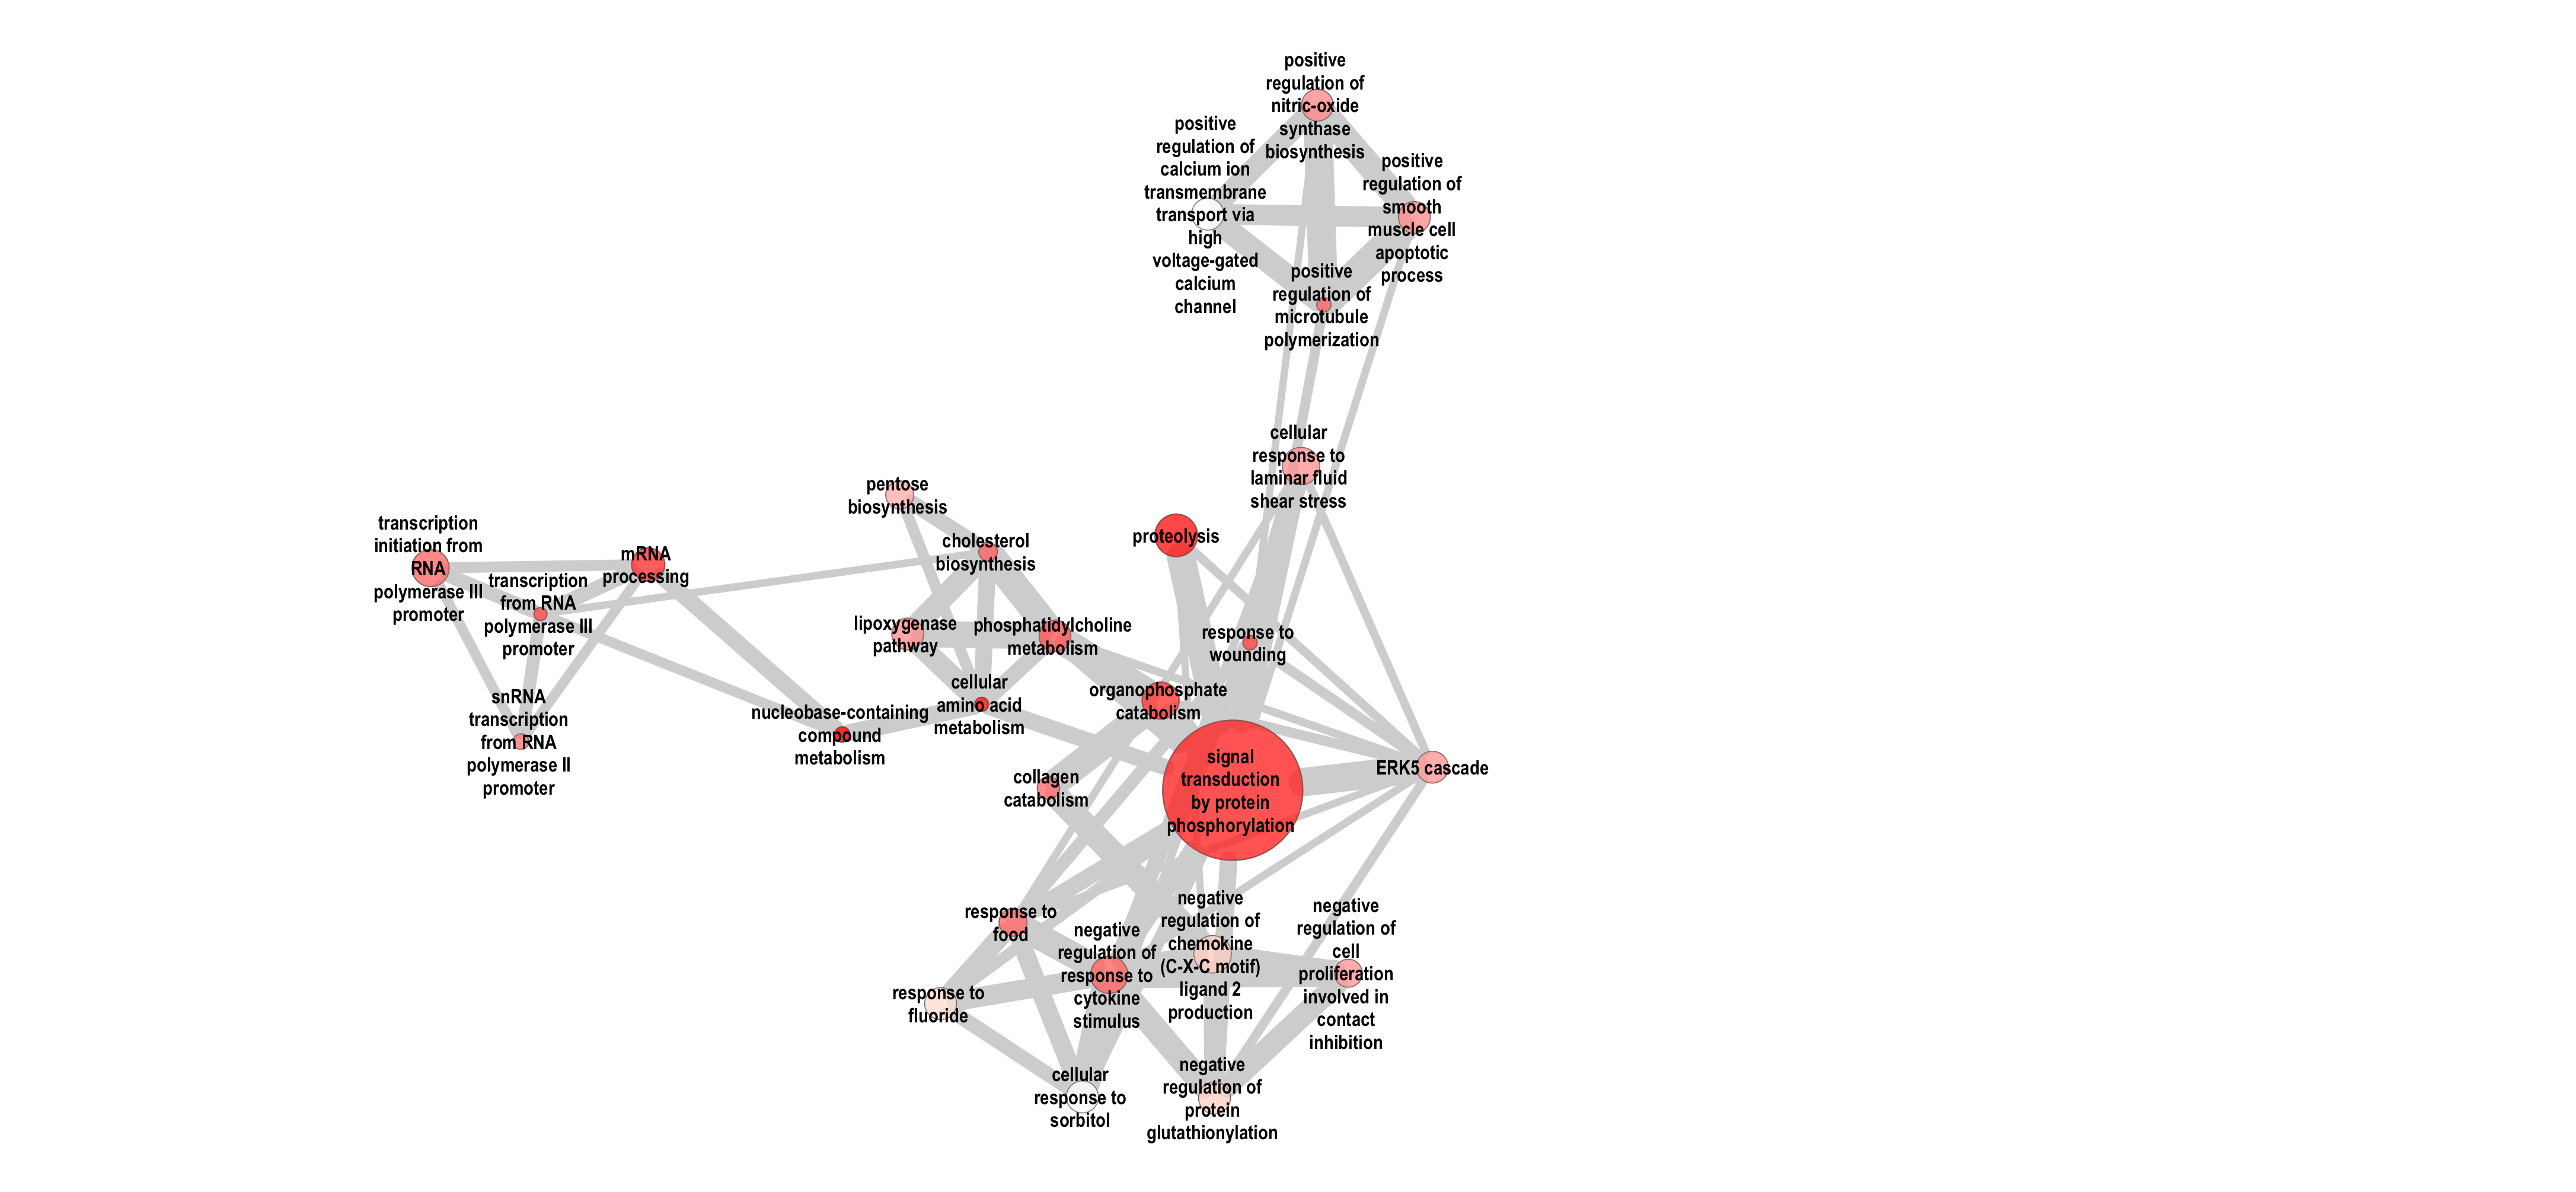 positive
regulation of
nitric-oxide
synthase
biosynthesis
positive
regulation of
calcium ion
transmembrane
transport via
high
voltage-gated
calcium
channel
positive
regulation of
smooth
muscle cell
apoptotic
process
positive
regulation of
microtubule
polymerization
cellular
response to
laminar fluid
shear stress
pentose
biosynthesis
proteolysis
transcription
initiation from
RNA
polymerase III
promoter
mRNA
processing
transcription
from RNA
polymerase III
promoter
cholesterol
biosynthesis
lipoxygenase
pathway
phosphatidylcholine
metabolism
response to
wounding
cellular
amino acid
metabolism
organophosphate
catabolism
snRNA
transcription
from RNA
polymerase II
promoter
nucleobase-containing
compound
metabolism
collagen
catabolism
signal
transduction
by protein
phosphorylation
ERK5 cascade
response to
food
negative
regulation of
response to
cytokine
stimulus
negative
regulation of
chemokine
(C-X-C motif)
ligand 2
production
negative
regulation of
cell
proliferation
involved in
contact
inhibition
response to
fluoride
cellular
response to
sorbitol
negative
regulation of
protein
glutathionylation